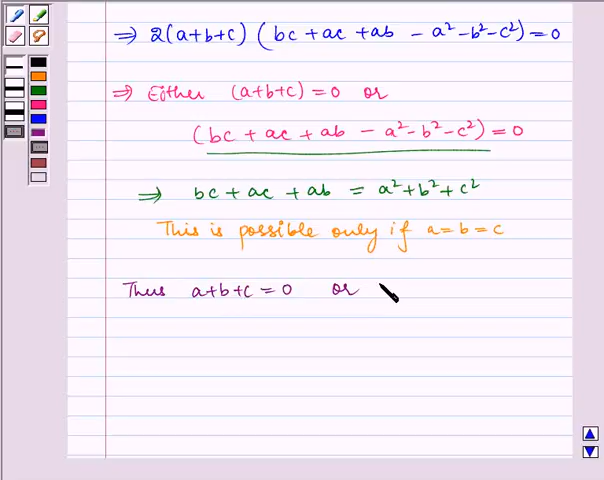 ⇒ 2(a+b+c) (bc + ac + ab - a² - b² - c²) = 0
⇒ Either (a+b+c) = 0 or
(bc + ac + ab - a² - b² - c²) = 0
⇒ bc + ac + ab = a² + b² + c²
This is possible only if a = b = c
Thus a+b+c = 0 or